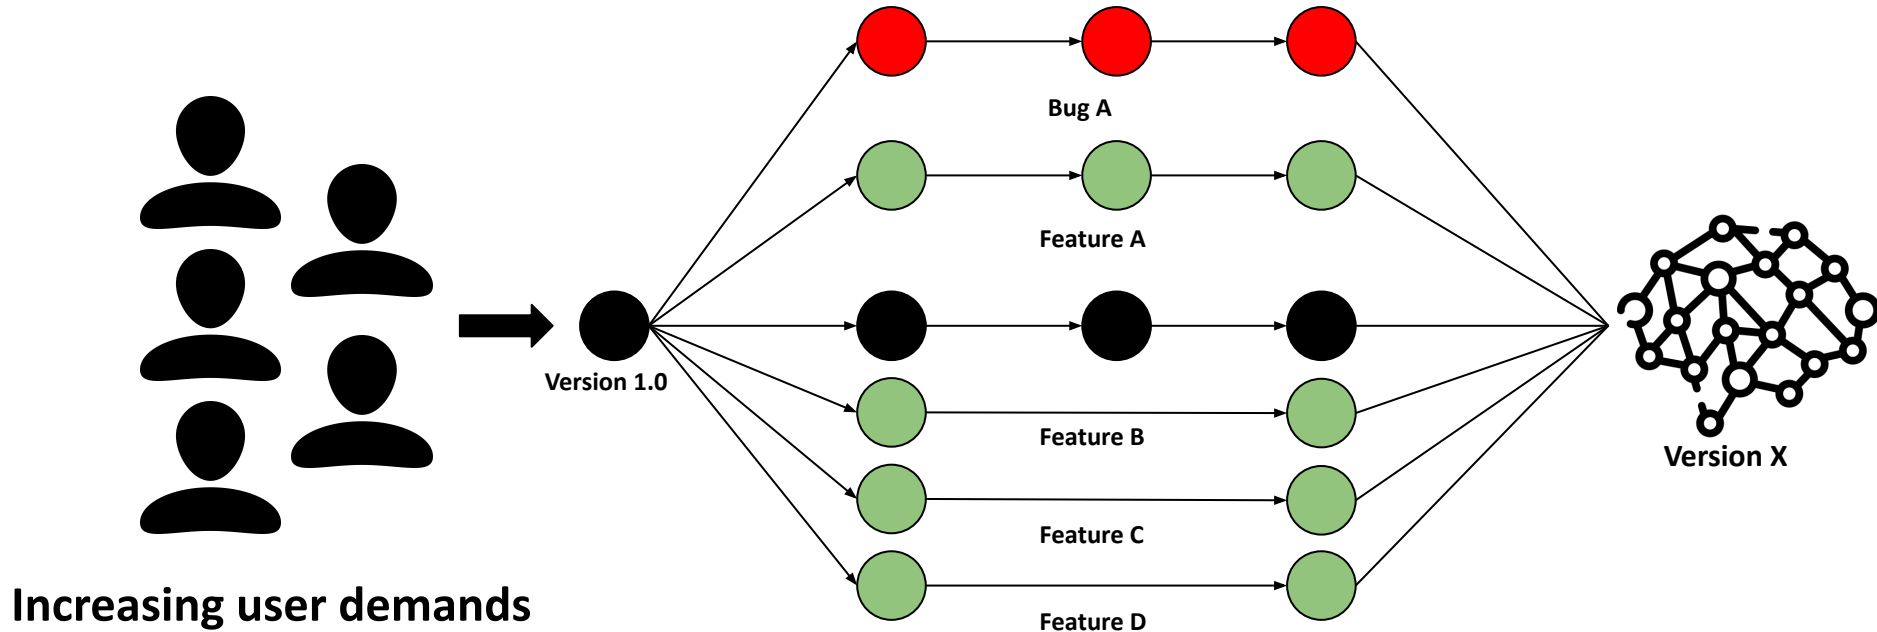 Bug A
Feature A
Version 1.0
Feature B
Version X
Feature C
Increasing user demands
Feature D